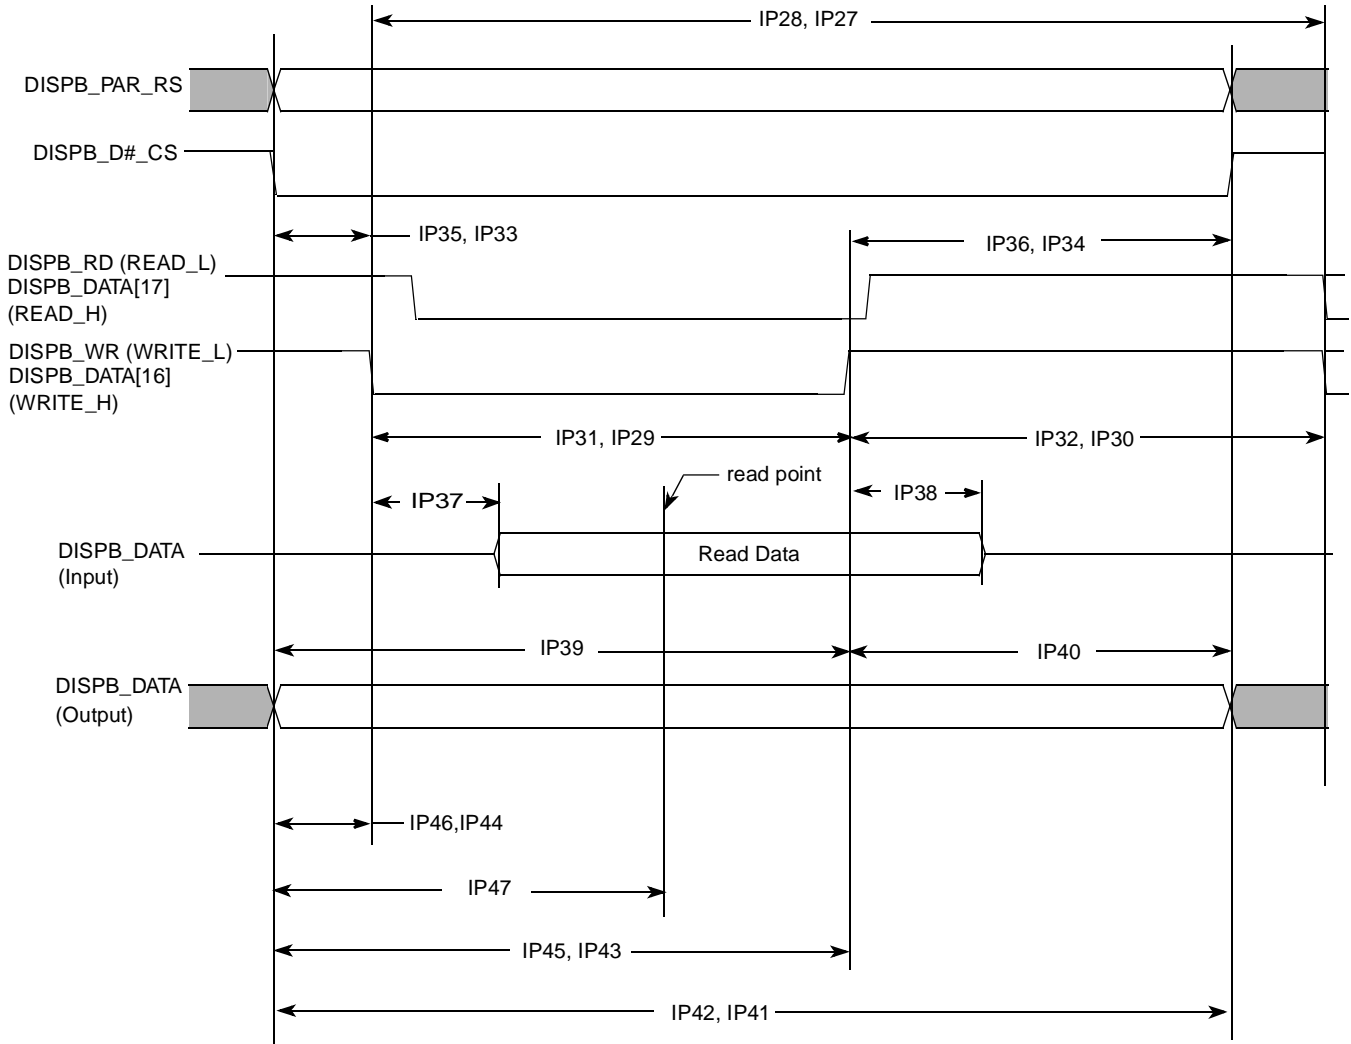 IP28, IP27
DISPB_PAR_RS
DISPB_D#_CS
IP35, IP33
IP36, IP34
DISPB_RD (READ_L)
DISPB_DATA[17]
(READ_H)
DISPB_WR (WRITE_L)
DISPB_DATA[16]
(WRITE_H)
IP31, IP29
IP32, IP30
read point
IP37
IP38
DISPB_DATA
(Input)
Read Data
IP39
IP40
DISPB_DATA
(Output)
IP46,IP44
IP47
IP45, IP43
IP42, IP41